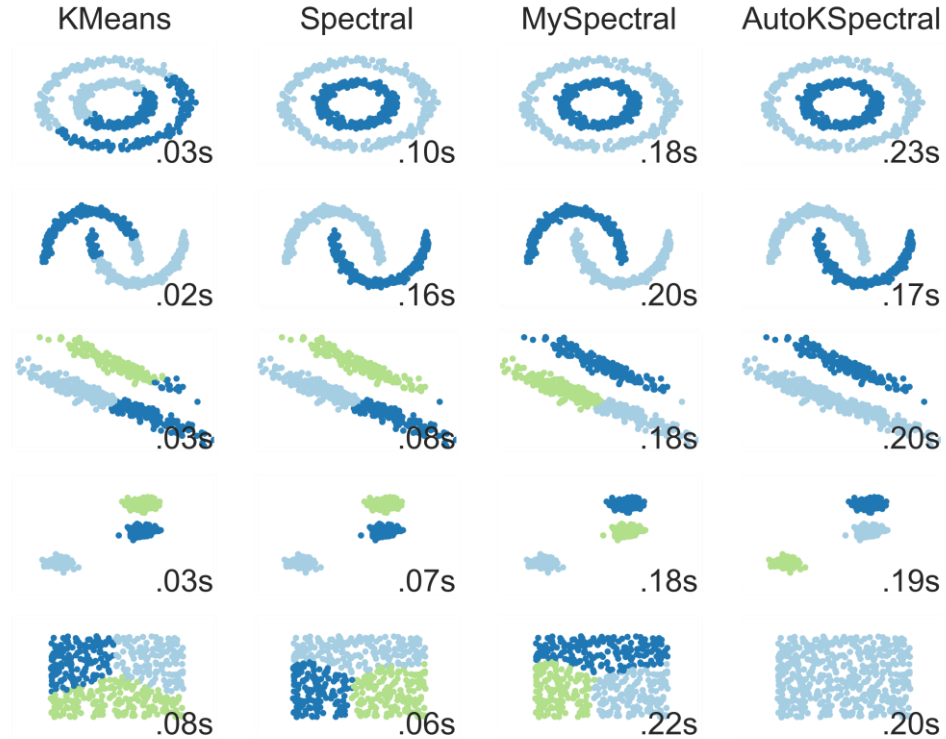 KMeans Spectral MySpectral AutoKSpectral
.03s .10s .18s .23s
.02s .16s .20s .17s
.03s .08s .18s .20s
.03s .07s .18s .19s
.08s .06s .22s .20s